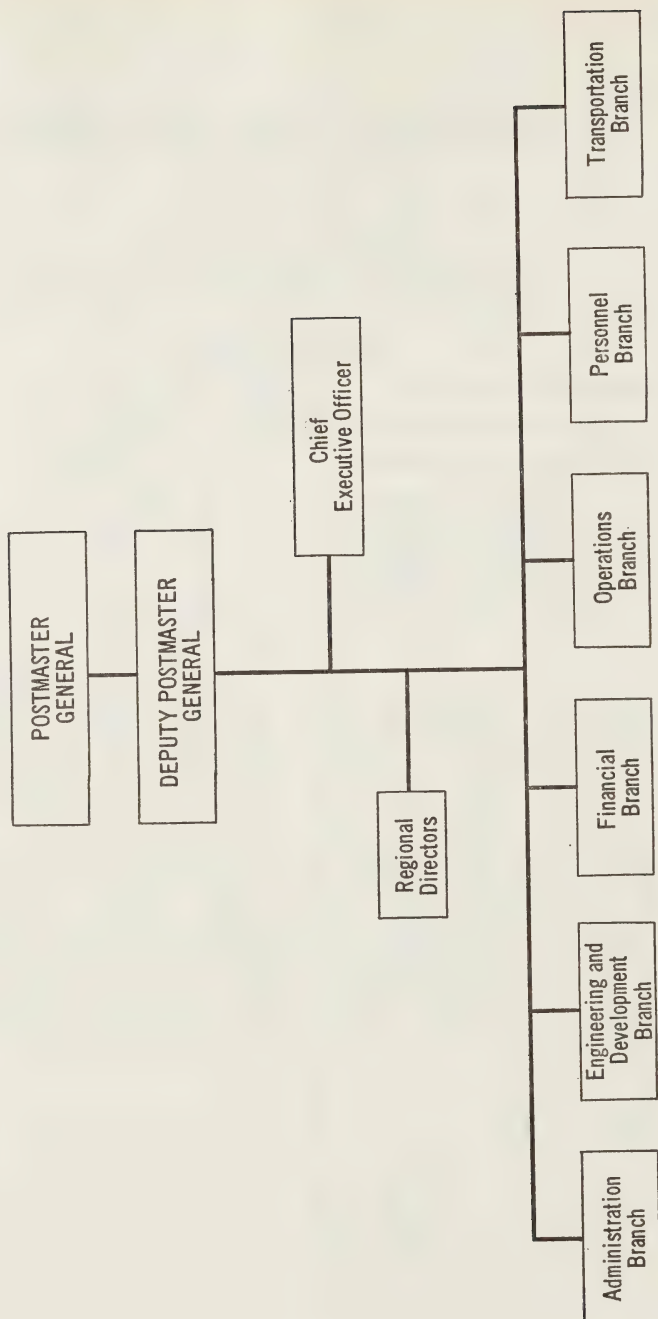 POSTMASTER
GENERAL
DEPUTY POSTMASTER
GENERAL
Chief
Executive Officer
Regional
Directors
Administration
Branch
Engineering and
Development
Branch
Financial
Branch
Operations
Branch
Personnel
Branch
Transportation
Branch